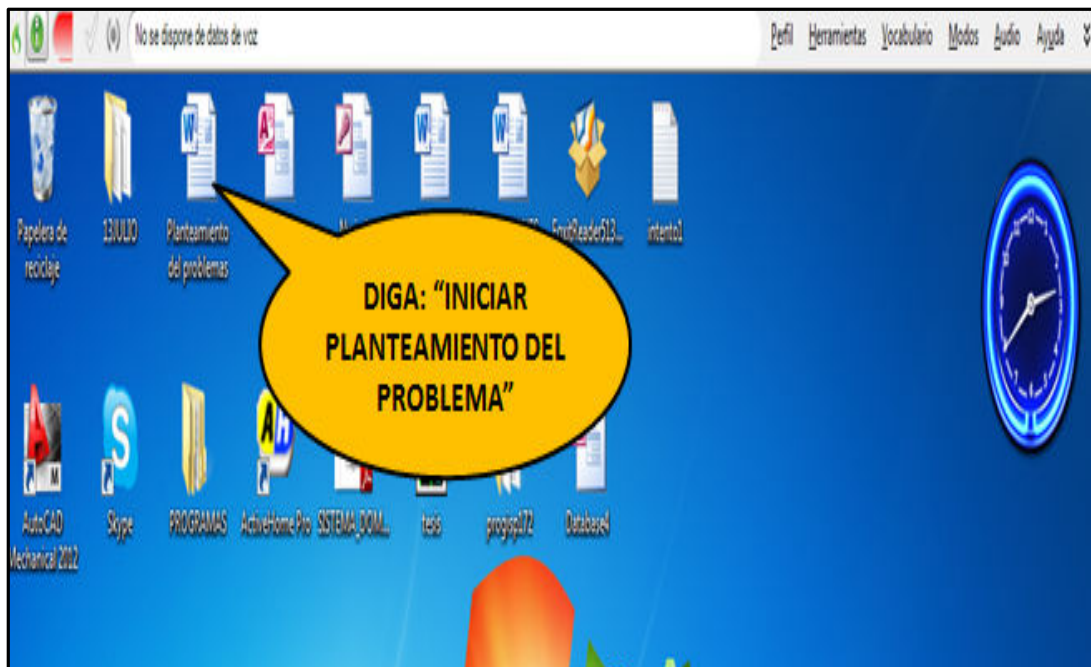 No se dispone de datos de voz
Perfil Herramientas Vocabulario Modos Audio Ayuda
Papelera de
reciclaje
13JULIO
Planteamiento
del problemas
FoxitReader513...
intento1
DIGA: “INICIAR
PLANTEAMIENTO DEL
PROBLEMA”
AutoCAD
Mechanical 2012
Skype
PROGRAMAS
ActiveHome Pro
SISTEMA_DOM...
tesis
progisp172
Database4